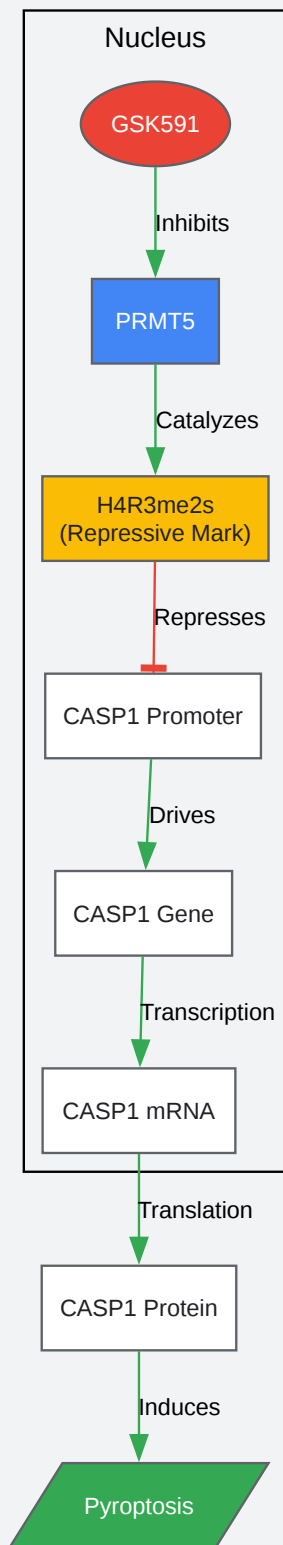 Nucleus
GSK591
Inhibits
PRMT5
Catalyzes
H4R3me2s
(Repressive Mark)
Represses
CASP1 Promoter
Drives
CASP1 Gene
Transcription
CASP1 mRNA
Translation
CASP1 Protein
Induces
Pyroptosis